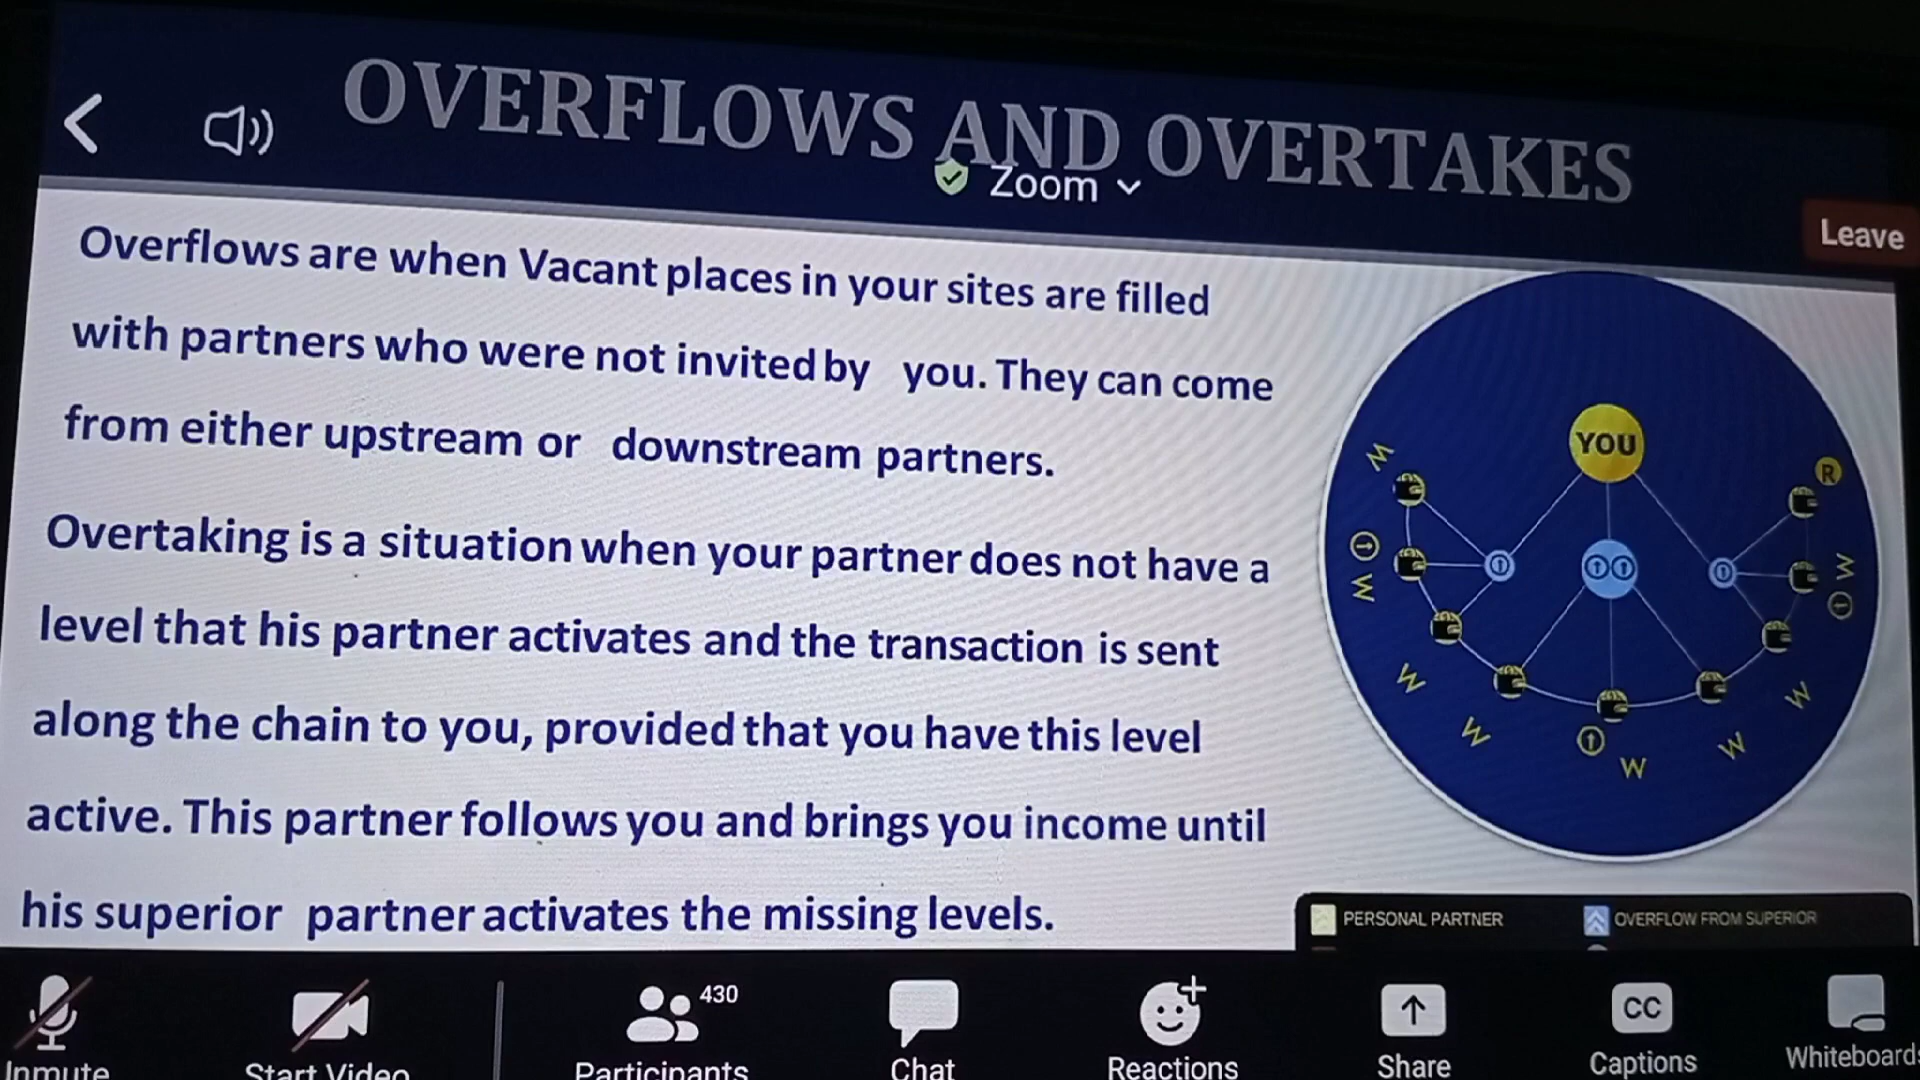 OVERFLOWS AND OVERTAKES
Zoom
Leave
Overflows are when Vacant places in your sites are filled
with partners who were not invited by you. They can come
from either upstream or downstream partners.
Overtaking is a situation when your partner does not have a
level that his partner activates and the transaction is sent
along the chain to you, provided that you have this level
active. This partner follows you and brings you income until
his superior partner activates the missing levels.
YOU
R
W
W
W
W
W
W
W
W
PERSONAL PARTNER
OVERFLOW FROM SUPERIOR
430
CC
Start Video
Participants
Chat
Reactions
Share
Captions
Whiteboard